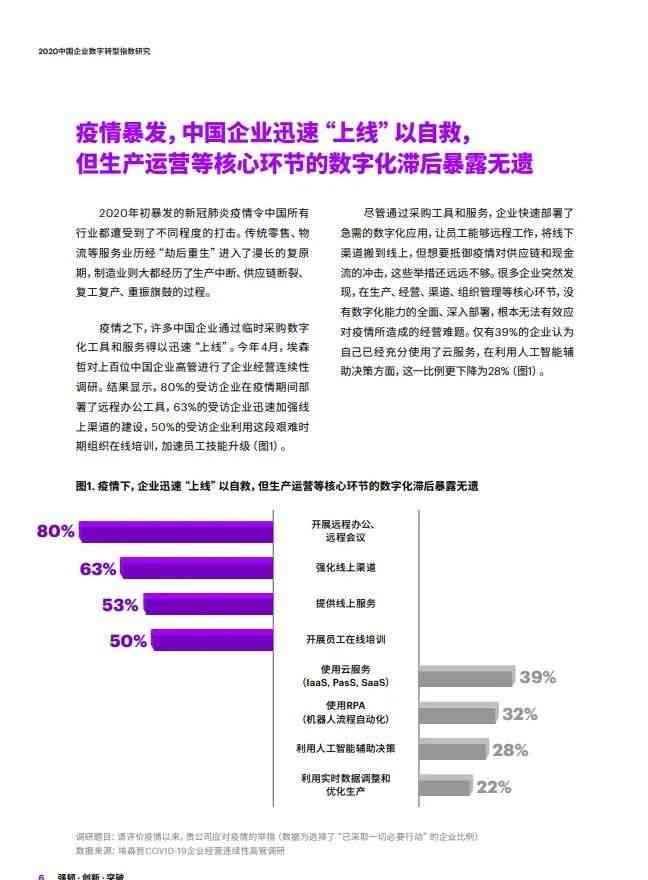 2020中国企业数字转型指数研究
疫情暴发，中国企业迅速“上线”以自救，
但生产运营等核心环节的数字化滞后暴露无遗
2020年初暴发的新冠肺炎疫情令中国所有
行业都遭受到了不同程度的打击。传统零售、物
流等服务业历经“劫后重生”进入了漫长的复原
期，制造业则大都经历了生产中断、供应链断裂、
复工复产、重振旗鼓的过程。
疫情之下，许多中国企业通过临时采购数字
化工具和服务得以迅速“上线”。今年4月，埃森
哲对上百位中国企业高管进行了企业经营连续性
调研。结果显示，80%的受访企业在疫情期间部
署了远程办公工具，63%的受访企业迅速加强线
上渠道的建设，50%的受访企业利用这段艰难时
期组织在线培训，加速员工技能升级（图1）。
尽管通过采购工具和服务，企业快速部署了
急需的数字化应用，让员工能够远程工作，将线下
渠道搬到线上，但想要抵御疫情对供应链和现金
流的冲击，这些举措还远远不够。很多企业突然发
现，在生产、经营、渠道、组织管理等核心环节，没
有数字化能力的全面、深入部署，根本无法有效应
对疫情所造成的经营难题。仅有39%的企业认为
自己已经充分使用了云服务，在利用人工智能辅
助决策方面，这一比例更下降为28%（图1）。
图1. 疫情下，企业迅速“上线”以自救，但生产运营等核心环节的数字化滞后暴露无遗
80%
开展远程办公、
远程会议
63%
强化线上渠道
53%
提供线上服务
50%
开展员工在线培训
使用云服务
（IaaS, PasS, SaaS）
39%
使用RPA
（机器人流程自动化）
32%
利用人工智能辅助决策
28%
利用实时数据调整和
优化生产
22%
调研题目：请评价疫情以来，贵公司应对疫情的举措（数据为选择了“已采取一切必要行动”的企业比例）
数据来源：埃森哲COVID-19企业经营连续性高管调研
6 强韧·创新·突破